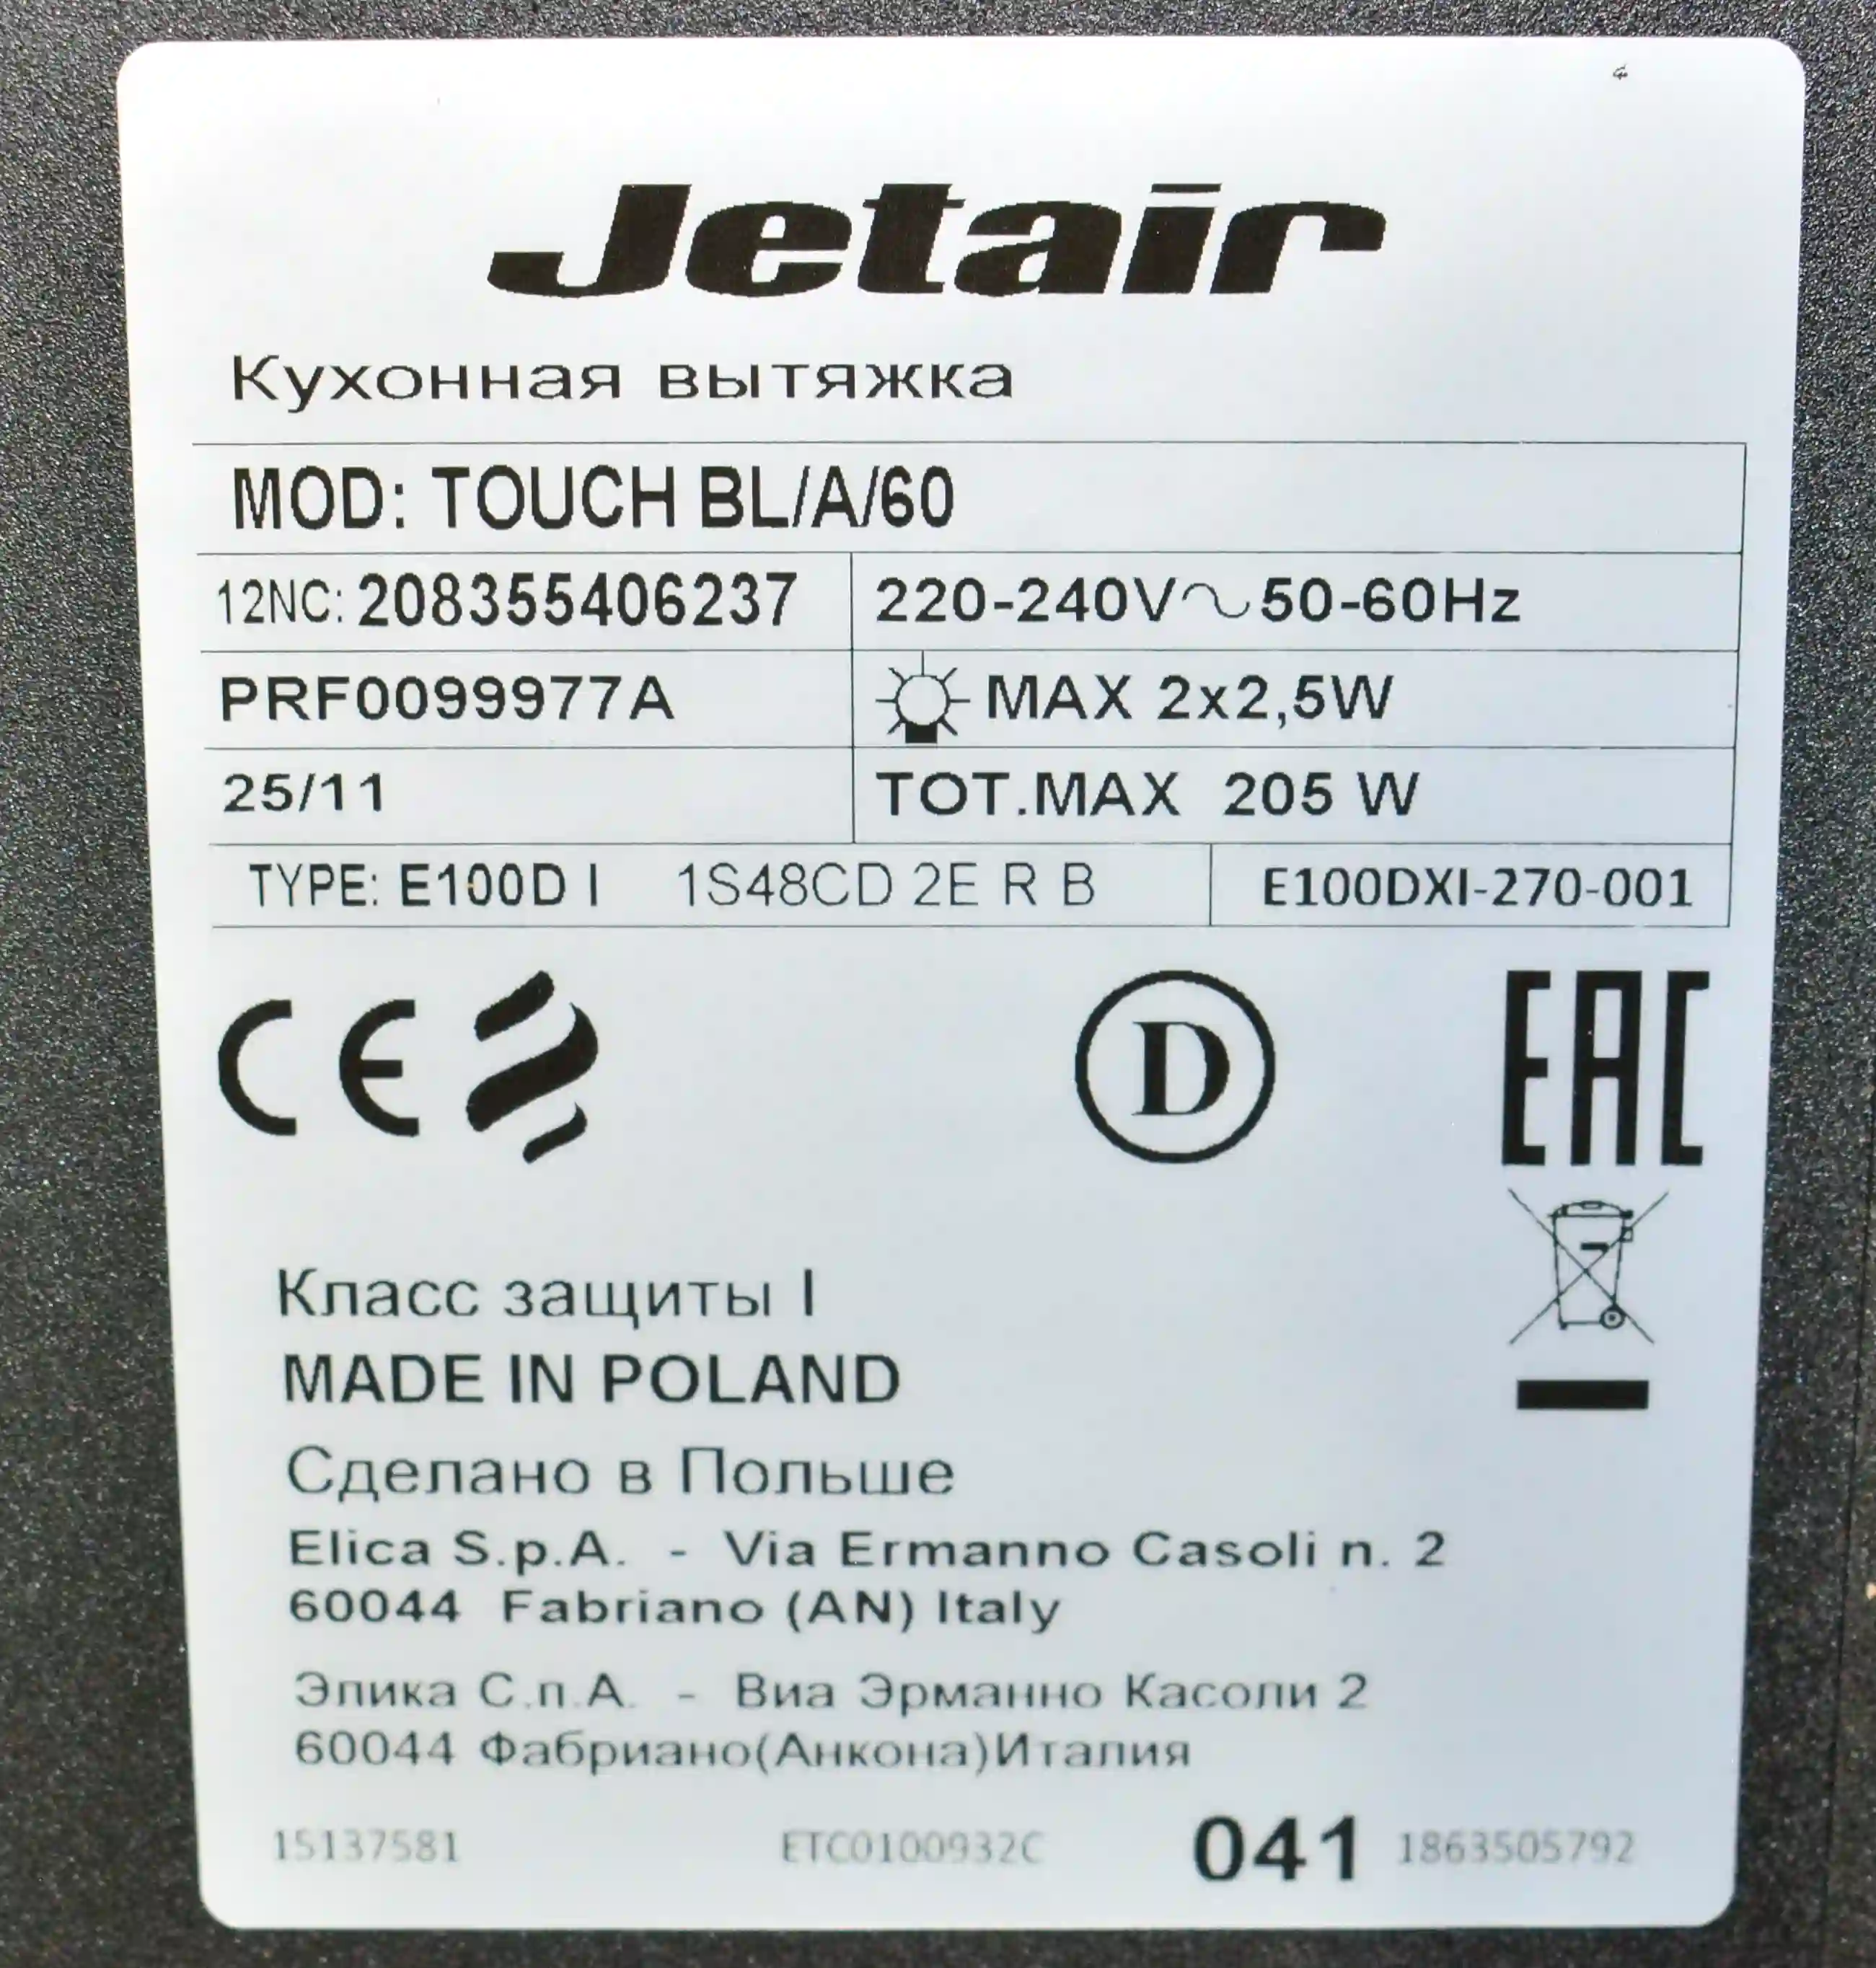 Jetair
Кухонная вытяжка
MOD: TOUCH BL/A/60
12NC: 208355406237
220-240V~50-60Hz
PRF0099977A
MAX 2x2,5W
25/11
TOT.MAX 205 W
TYPE: E100D I 1S48CD 2E R B
E100DXI-270-001
CE
D
EAC
Класс защиты I
MADE IN POLAND
Сделано в Польше
Elica S.p.A. - Via Ermanno Casoli n. 2
60044 Fabriano (AN) Italy
Элика С.п.А. - Виа Эрманно Касоли 2
60044 Фабриано(Анкона)Италия
15137581 ETC0100932C 041 1863505792